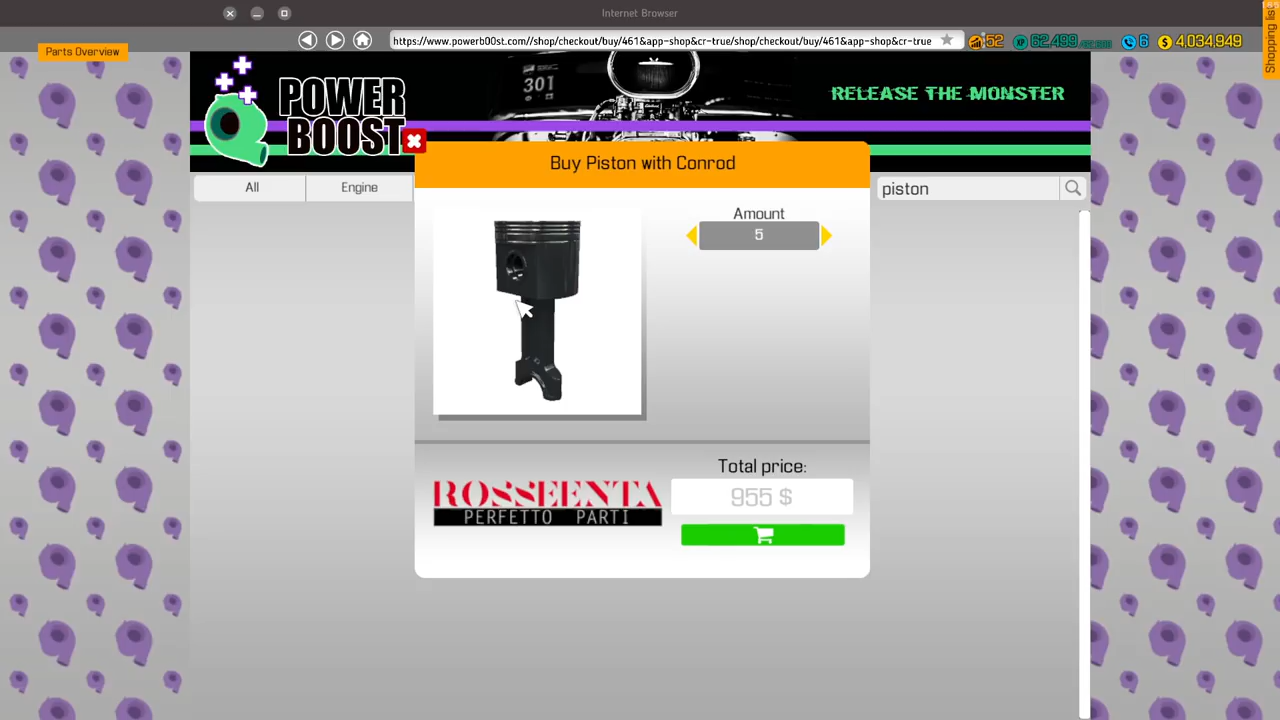 Internet Browser
Parts Overview
https://www.powerb00st.com//shop/checkout/buy/461&app-shop&cr-true/shop/checkout/buy/461&app-shop&cr-true
52
62,499
6
4,034,949
Shopping list
POWER
BOOST
301
RELEASE THE MONSTER
Buy Piston with Conrod
All
Engine
piston
Amount
5
Total price:
ROSSEENTA
PERFETTO PARTI
955 $